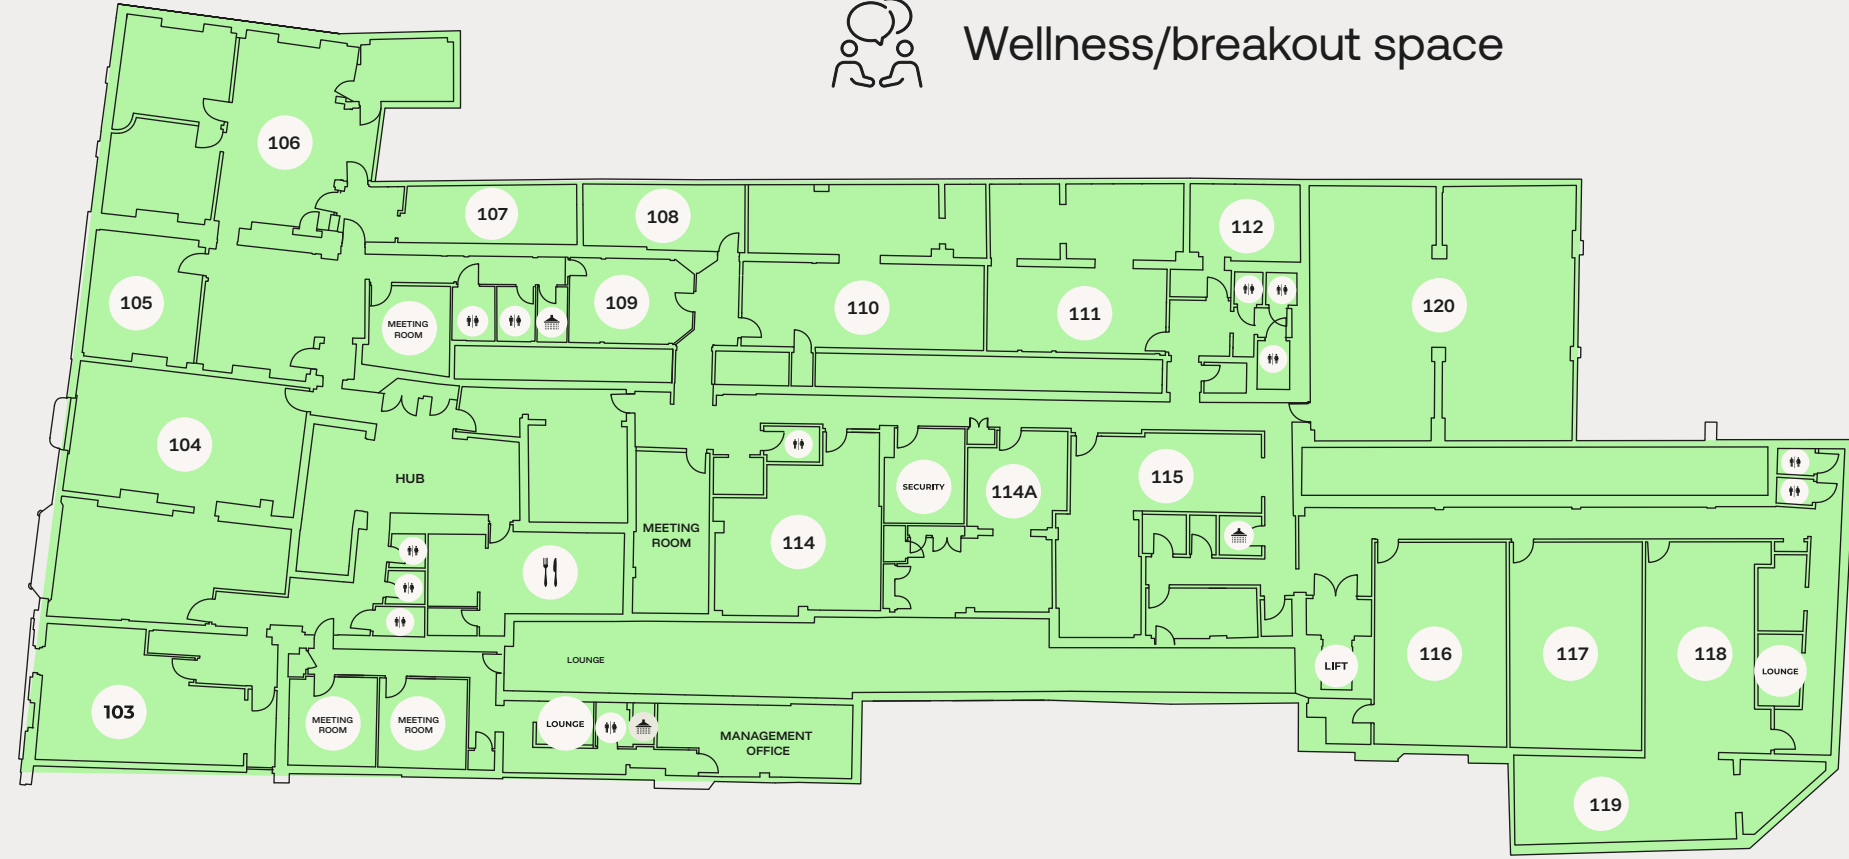 Wellness/breakout space
106
107
108
112
105
MEETING
ROOM
109
110
111
120
104
HUB
MEETING
ROOM
114
SECURITY
114A
115
LOUNGE
103
MEETING
ROOM
MEETING
ROOM
LOUNGE
MANAGEMENT
OFFICE
LIFT
116
117
118
LOUNGE
119